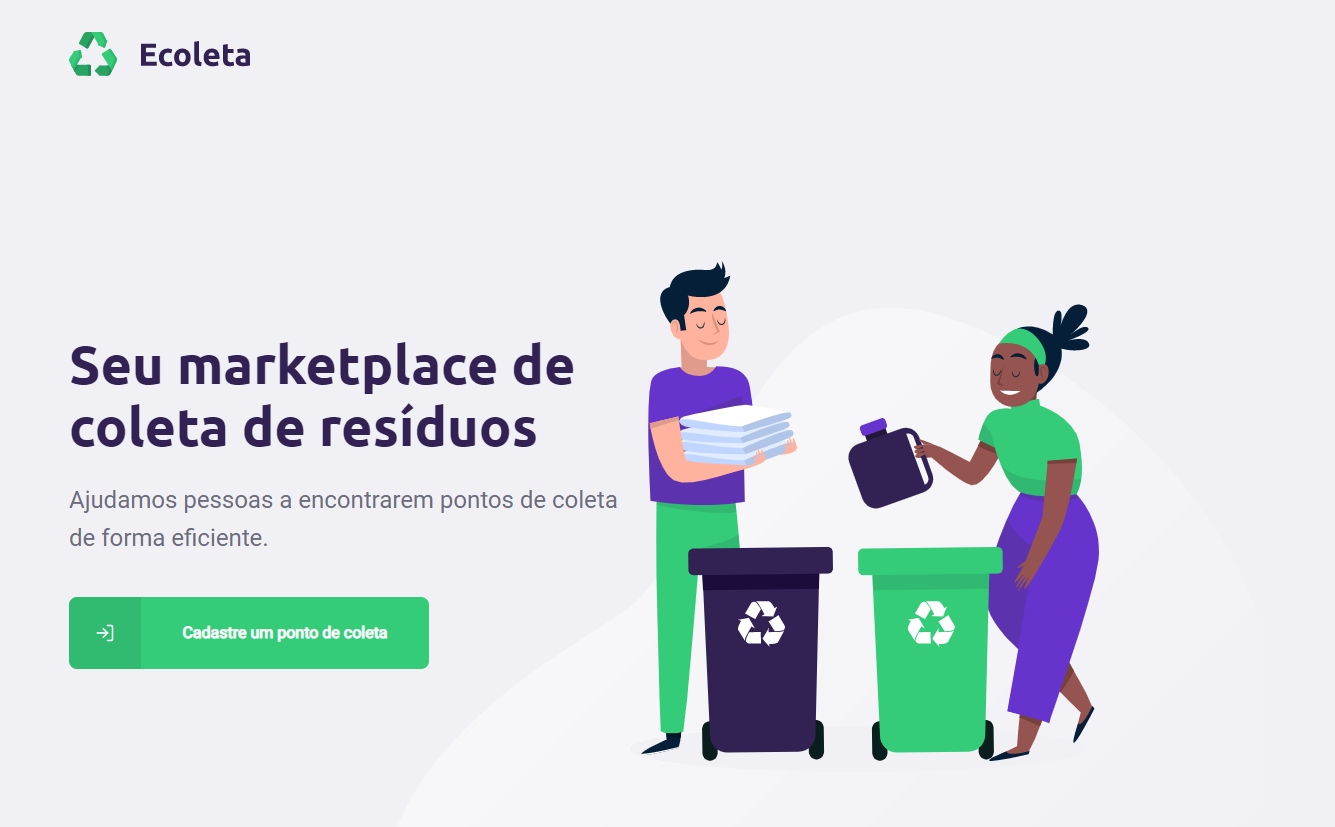 Ecoleta
Seu marketplace de
coleta de resíduos
Ajudamos pessoas a encontrarem pontos de coleta
de forma eficiente.
Cadastre um ponto de coleta